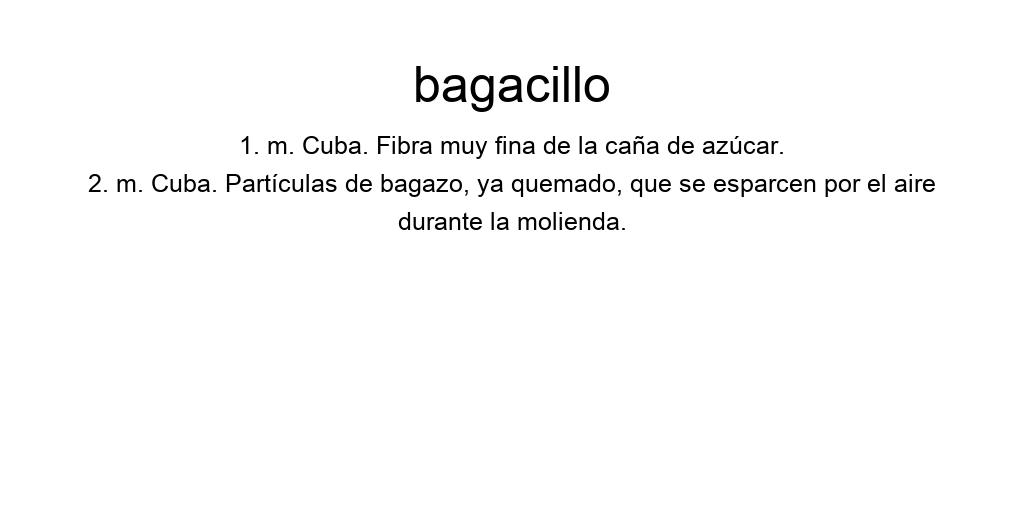 bagacillo
1. m. Cuba. Fibra muy fina de la caña de azúcar.
2. m. Cuba. Partículas de bagazo, ya quemado, que se esparcen por el aire
durante la molienda.